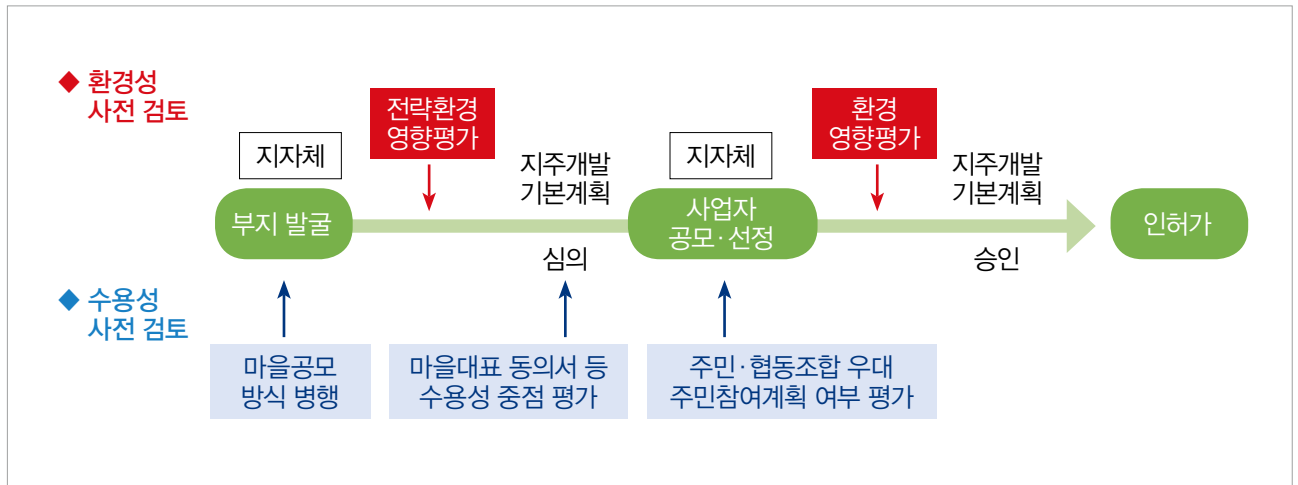 ◆ 환경성
사전 검토
전략환경
영향평가
환경
영향평가
지자체
지자체
지주개발
기본계획
지주개발
기본계획
부지 발굴
사업자
공모·선정
인허가
심의
승인
◆ 수용성
사전 검토
마을공모
방식 병행
마을대표 동의서 등
수용성 중점 평가
주민·협동조합 우대
주민참여계획 여부 평가